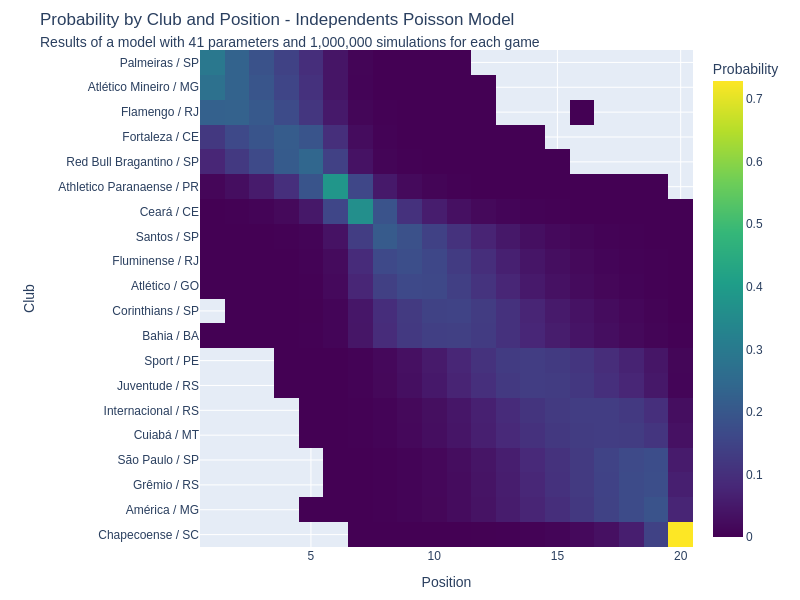 Probability by Club and Position - Independents Poisson Model
Results of a model with 41 parameters and 1,000,000 simulations for each game
Probability
Palmeiras / SP
Atlético Mineiro / MG
Flamengo / RJ
Fortaleza / CE
Red Bull Bragantino / SP
Athletico Paranaense / PR
Ceará / CE
Santos / SP
Fluminense / RJ
Atlético / GO
Corinthians / SP
Bahia / BA
Sport / PE
Juventude / RS
Internacional / RS
Cuiabá / MT
São Paulo / SP
Grêmio / RS
América / MG
Chapecoense / SC
Club
5
10
15
20
Position
0.7
0.6
0.5
0.4
0.3
0.2
0.1
0